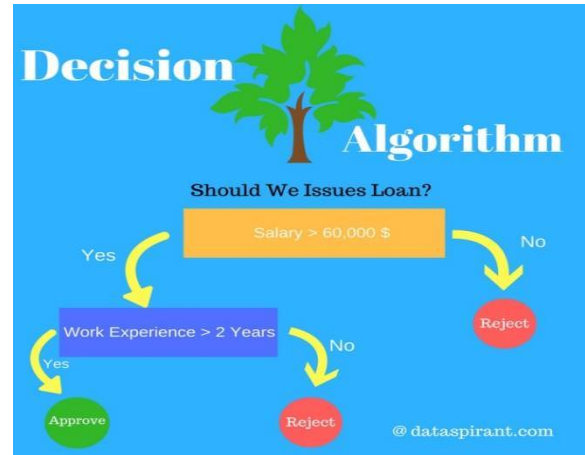 Decision
Algorithm
Should We Issues Loan?
Salary > 60,000 $
Yes
No
Work Experience > 2 Years
Reject
Yes
No
Approve
Reject
@ dataspirant.com